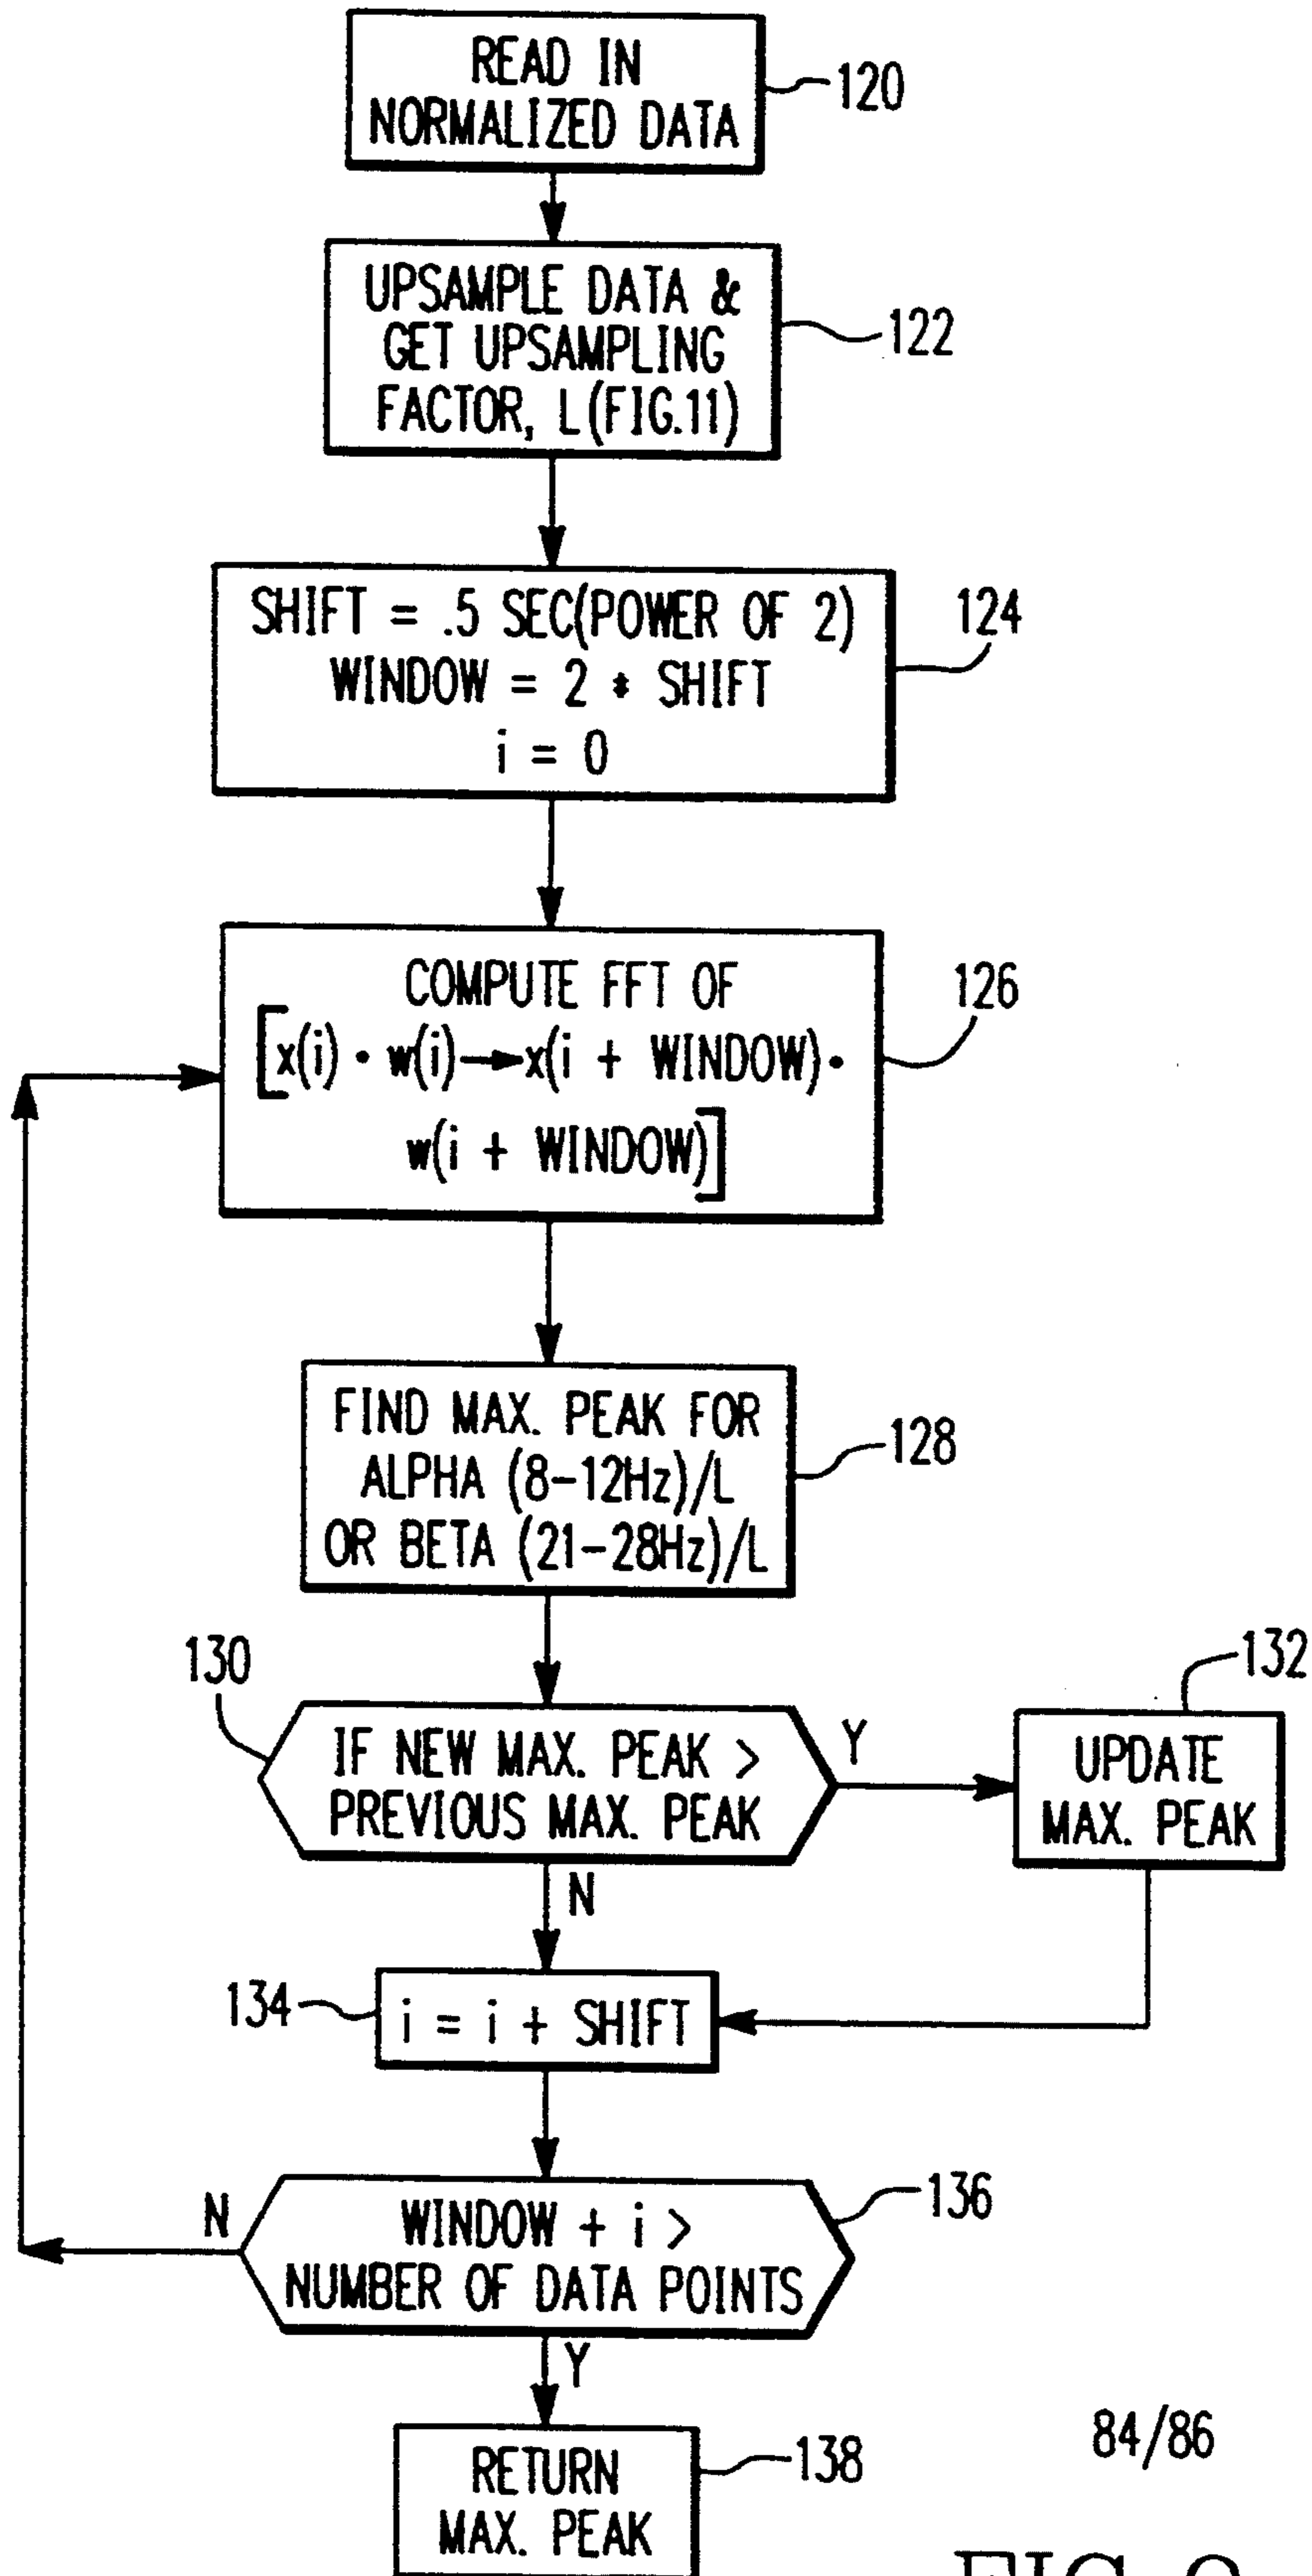 READ IN
NORMALIZED DATA
120
UPSAMPLE DATA &
GET UPSAMPLING
FACTOR, L(FIG.11)
122
SHIFT = .5 SEC(POWER OF 2)
WINDOW = 2 * SHIFT
i = 0
124
COMPUTE FFT OF
[x(i) • w(i)→x(i + WINDOW)•
w(i + WINDOW)]
126
FIND MAX. PEAK FOR
ALPHA (8-12Hz)/L
OR BETA (21-28Hz)/L
128
130
IF NEW MAX. PEAK >
PREVIOUS MAX. PEAK
Y
N
132
UPDATE
MAX. PEAK
134
i = i + SHIFT
136
WINDOW + i >
NUMBER OF DATA POINTS
N
Y
RETURN
MAX. PEAK
138
84/86